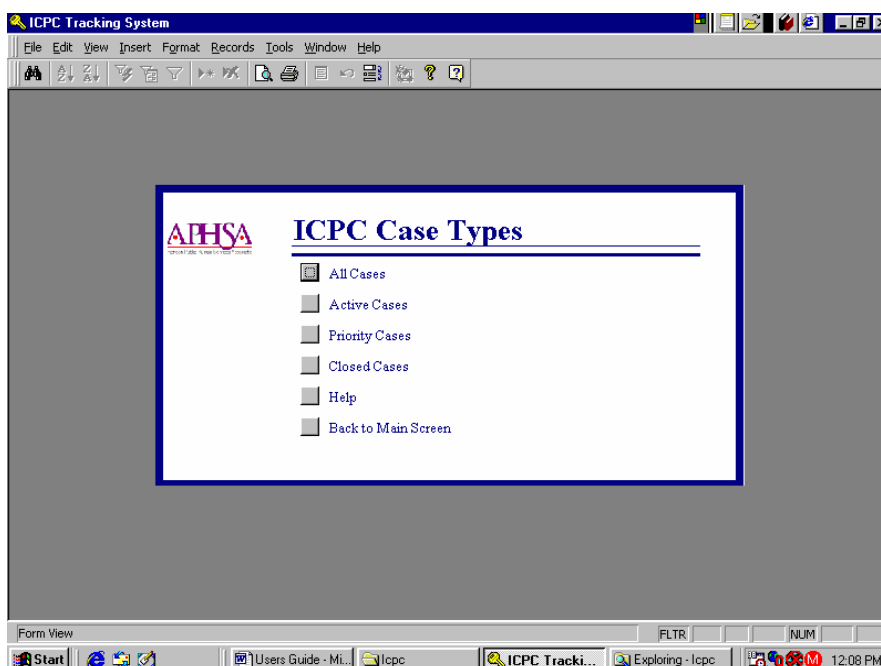 ICPC Tracking System
File Edit View Insert Format Records Tools Window Help
APHSA
ICPC Case Types
All Cases
Active Cases
Priority Cases
Closed Cases
Help
Back to Main Screen
Form View FLTR NUM
Start Users Guide - Mi... Icpc ICPC Tracki... Exploring - Icpc 12:08 PM